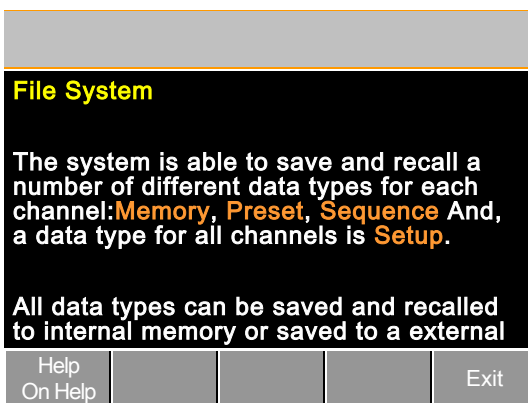 File System
The system is able to save and recall a
number of different data types for each
channel:Memory, Preset, Sequence And,
a data type for all channels is Setup.
All data types can be saved and recalled
to internal memory or saved to a external
Help
On Help
Exit